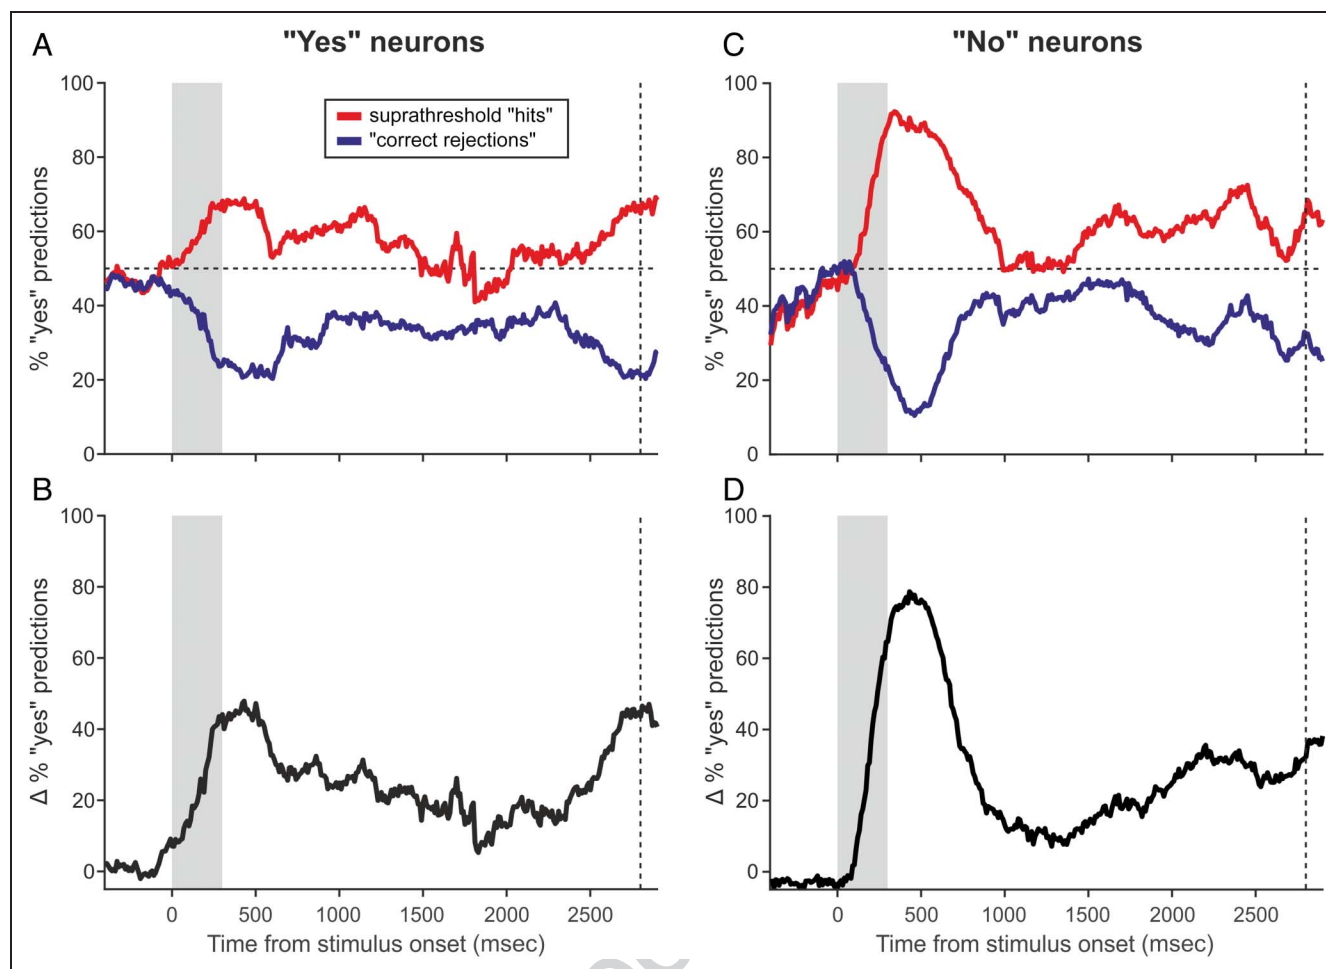 A
"Yes" neurons
100
80
60
40
20
0
% "yes" predictions
suprathreshold "hits"
"correct rejections"
C
"No" neurons
100
80
60
40
20
0
% "yes" predictions
B
100
80
60
40
20
0
Δ % "yes" predictions
0 500 1000 1500 2000 2500
Time from stimulus onset (msec)
D
100
80
60
40
20
0
Δ % "yes" predictions
0 500 1000 1500 2000 2500
Time from stimulus onset (msec)